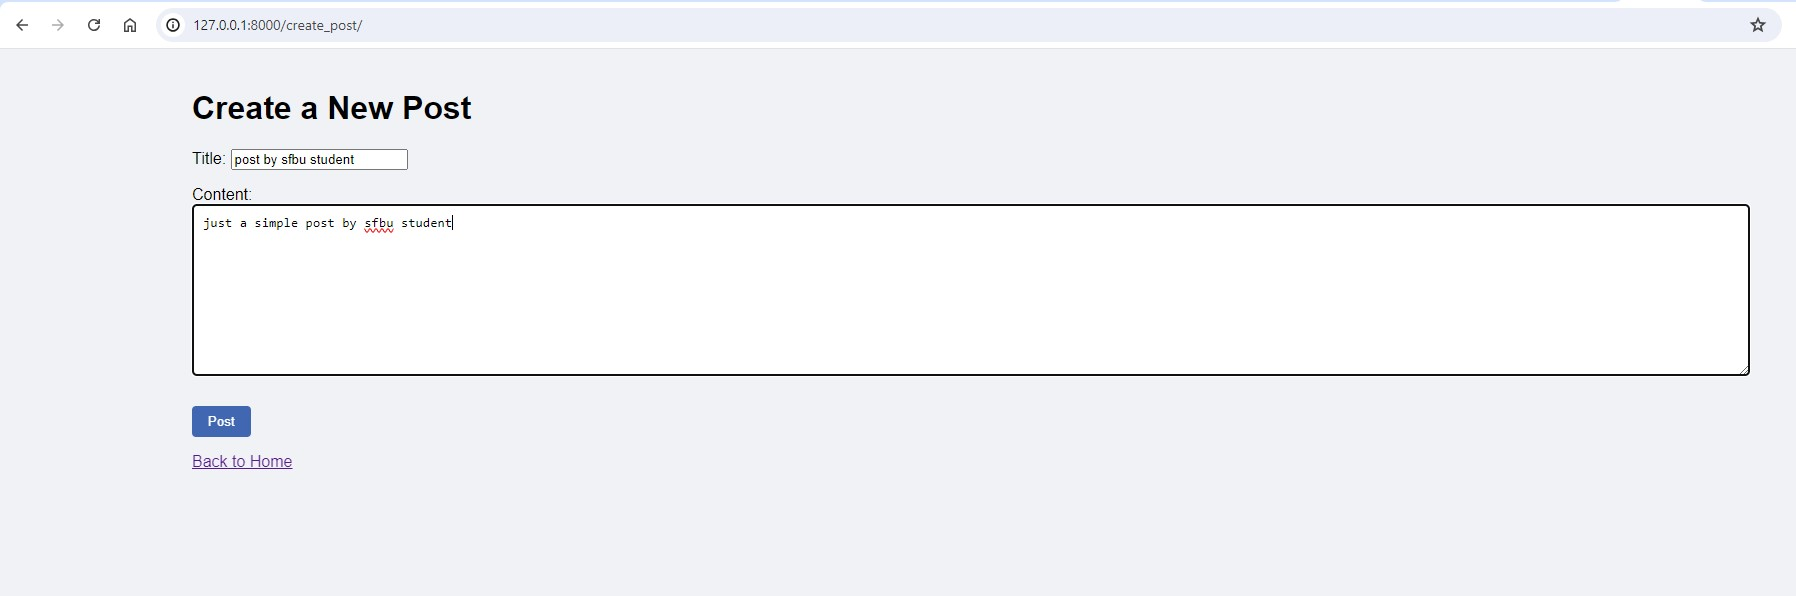 127.0.0.1:8000/create_post/
Create a New Post
Title: post by sfbu student
Content:
just a simple post by sfbu student
Post
Back to Home